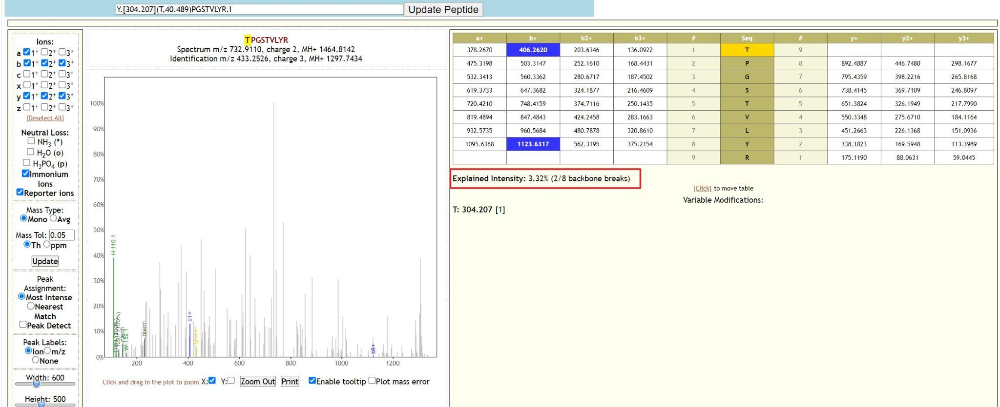 Y.[304.207](T,40.489)PGSTVLYR.I
Update Peptide
Ions:
a 1+ 2+ 3+
b 1+ 2+ 3+
c 1+ 2+ 3+
x 1+ 2+ 3+
y 1+ 2+ 3+
z 1+ 2+ 3+
[Deselect All]
Neutral Loss:
NH3 (*)
H2O (o)
H3PO4 (p)
Immonium
ions
Reporter ions
Mass Type:
Mono Avg
Mass Tol: 0.05
Th ppm
Update
Peak
Assignment:
Most Intense
Nearest
Match
Peak Detect
Peak Labels:
Ion m/z
None
Width: 600
Height: 500
TPGSTVLYR
Spectrum m/z 732.9110, charge 2, MH+ 1464.8142
Identification m/z 433.2526, charge 3, MH+ 1297.7434
100%
90%
80%
70%
60%
50%
40%
30%
20%
10%
0%
H-110.1
W-159.1
nterm
nterm
b1+
b8+
200 400 600 800 1000 1200
Click and drag in the plot to zoom X: Y: Zoom Out Print Enable tooltip Plot mass error
a+ b+ b2+ b3+ # Seq # y+ y2+ y3+
378.2670 406.2620 203.6346 136.0922 1 T 9
475.3198 503.3147 252.1610 168.4431 2 P 8 892.4887 446.7480 298.1677
532.3413 560.3362 280.6717 187.4502 3 G 7 795.4359 398.2216 265.8168
619.3733 647.3682 324.1877 216.4609 4 S 6 738.4145 369.7109 246.8097
720.4210 748.4159 374.7116 250.1435 5 T 5 651.3824 326.1949 217.7990
819.4894 847.4843 424.2458 283.1663 6 V 4 550.3348 275.6710 184.1164
932.5735 960.5684 480.7878 320.8610 7 L 3 451.2663 226.1368 151.0936
1095.6368 1123.6317 562.3195 375.2154 8 Y 2 338.1823 169.5948 113.3989
9 R 1 175.1190 88.0631 59.0445
Explained Intensity: 3.32% (2/8 backbone breaks)
[Click] to move table
Variable Modifications:
T: 304.207 [1]